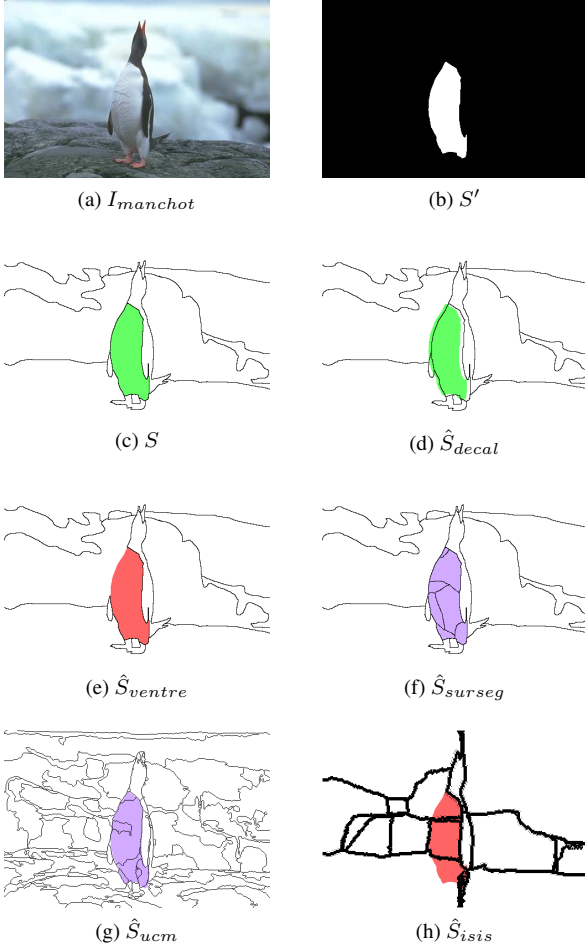 (a) I_manchot
(b) S′
(c) S
(d) Ŝ_decal
(e) Ŝ_ventre
(f) Ŝ_surseg
(g) Ŝ_ucm
(h) Ŝ_isis